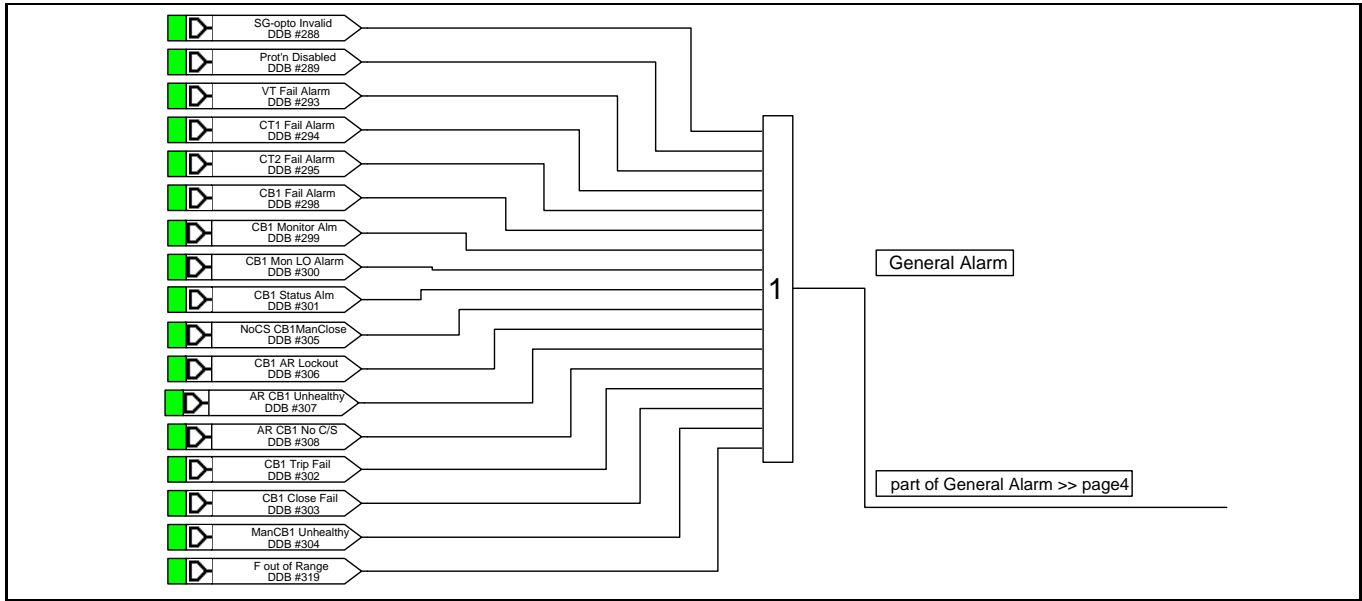 SG-opto Invalid
DDB #288
Prot'n Disabled
DDB #289
VT Fail Alarm
DDB #293
CT1 Fail Alarm
DDB #294
CT2 Fail Alarm
DDB #295
CB1 Fail Alarm
DDB #298
CB1 Monitor Alm
DDB #299
CB1 Mon LO Alarm
DDB #300
CB1 Status Alm
DDB #301
NoCS CB1ManClose
DDB #305
CB1 AR Lockout
DDB #306
AR CB1 Unhealthy
DDB #307
AR CB1 No C/S
DDB #308
CB1 Trip Fail
DDB #302
CB1 Close Fail
DDB #303
ManCB1 Unhealthy
DDB #304
F out of Range
DDB #319
1
General Alarm
part of General Alarm >> page4